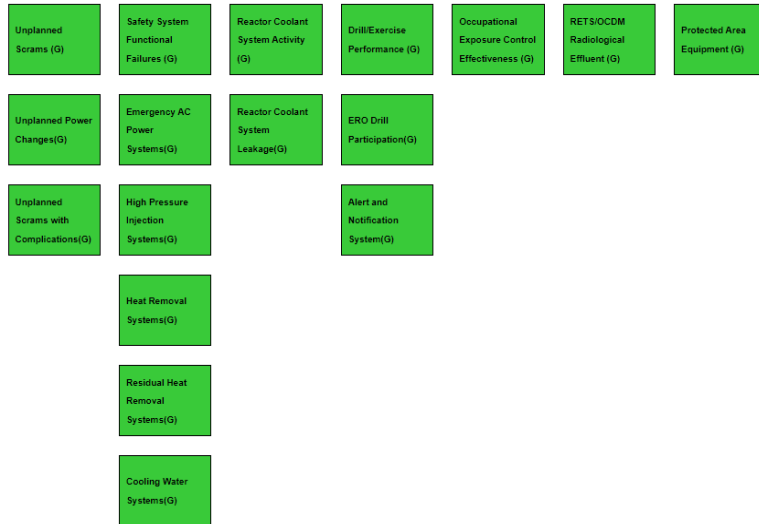 Unplanned
Scrams (G)
Safety System
Functional
Failures (G)
Reactor Coolant
System Activity
(G)
Drill/Exercise
Performance (G)
Occupational
Exposure Control
Effectiveness (G)
RETS/OCDM
Radiological
Effluent (G)
Protected Area
Equipment (G)
Unplanned Power
Changes(G)
Emergency AC
Power
Systems(G)
Reactor Coolant
System
Leakage(G)
ERO Drill
Participation(G)
Unplanned
Scrams with
Complications(G)
High Pressure
Injection
Systems(G)
Alert and
Notification
System(G)
Heat Removal
Systems(G)
Residual Heat
Removal
Systems(G)
Cooling Water
Systems(G)